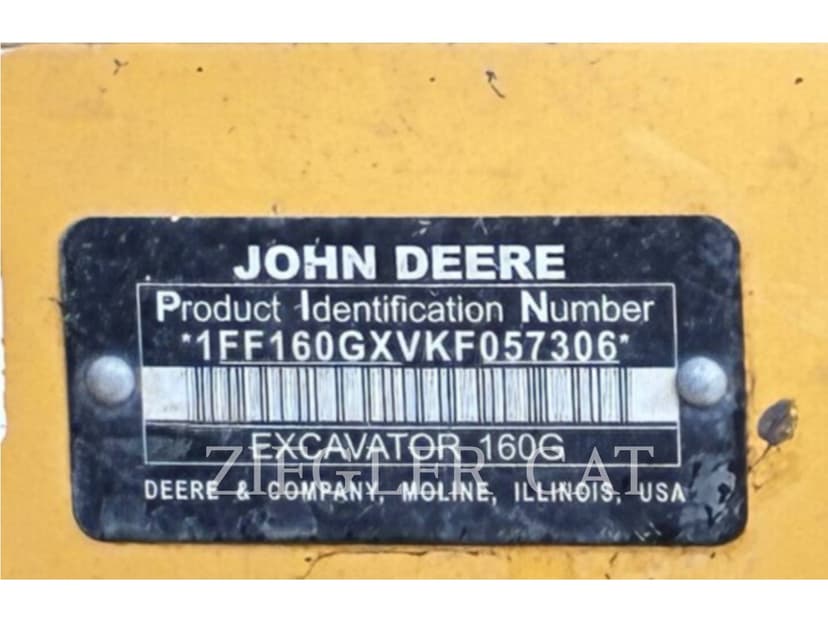 JOHN DEERE
Product Identification Number
*1FF160GXVKF057306*
EXCAVATOR 160G
ZIEGLER CAT
DEERE & COMPANY, MOLINE, ILLINOIS, USA